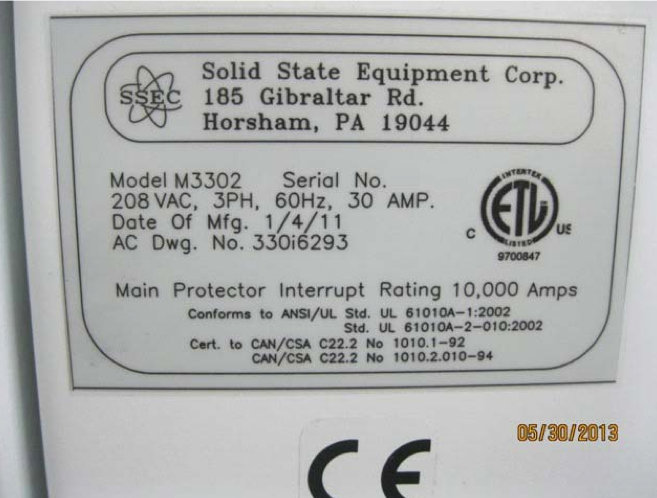 SSEC
Solid State Equipment Corp.
185 Gibraltar Rd.
Horsham, PA 19044
Model M3302 Serial No.
208 VAC, 3PH, 60Hz, 30 AMP.
Date Of Mfg. 1/4/11
AC Dwg. No. 330i6293
INTERTEK
C ETL US
LISTED
9700847
Main Protector Interrupt Rating 10,000 Amps
Conforms to ANSI/UL Std. UL 61010A-1:2002
Std. UL 61010A-2-010:2002
Cert. to CAN/CSA C22.2 No 1010.1-92
CAN/CSA C22.2 No 1010.2.010-94
05/30/2013
CE